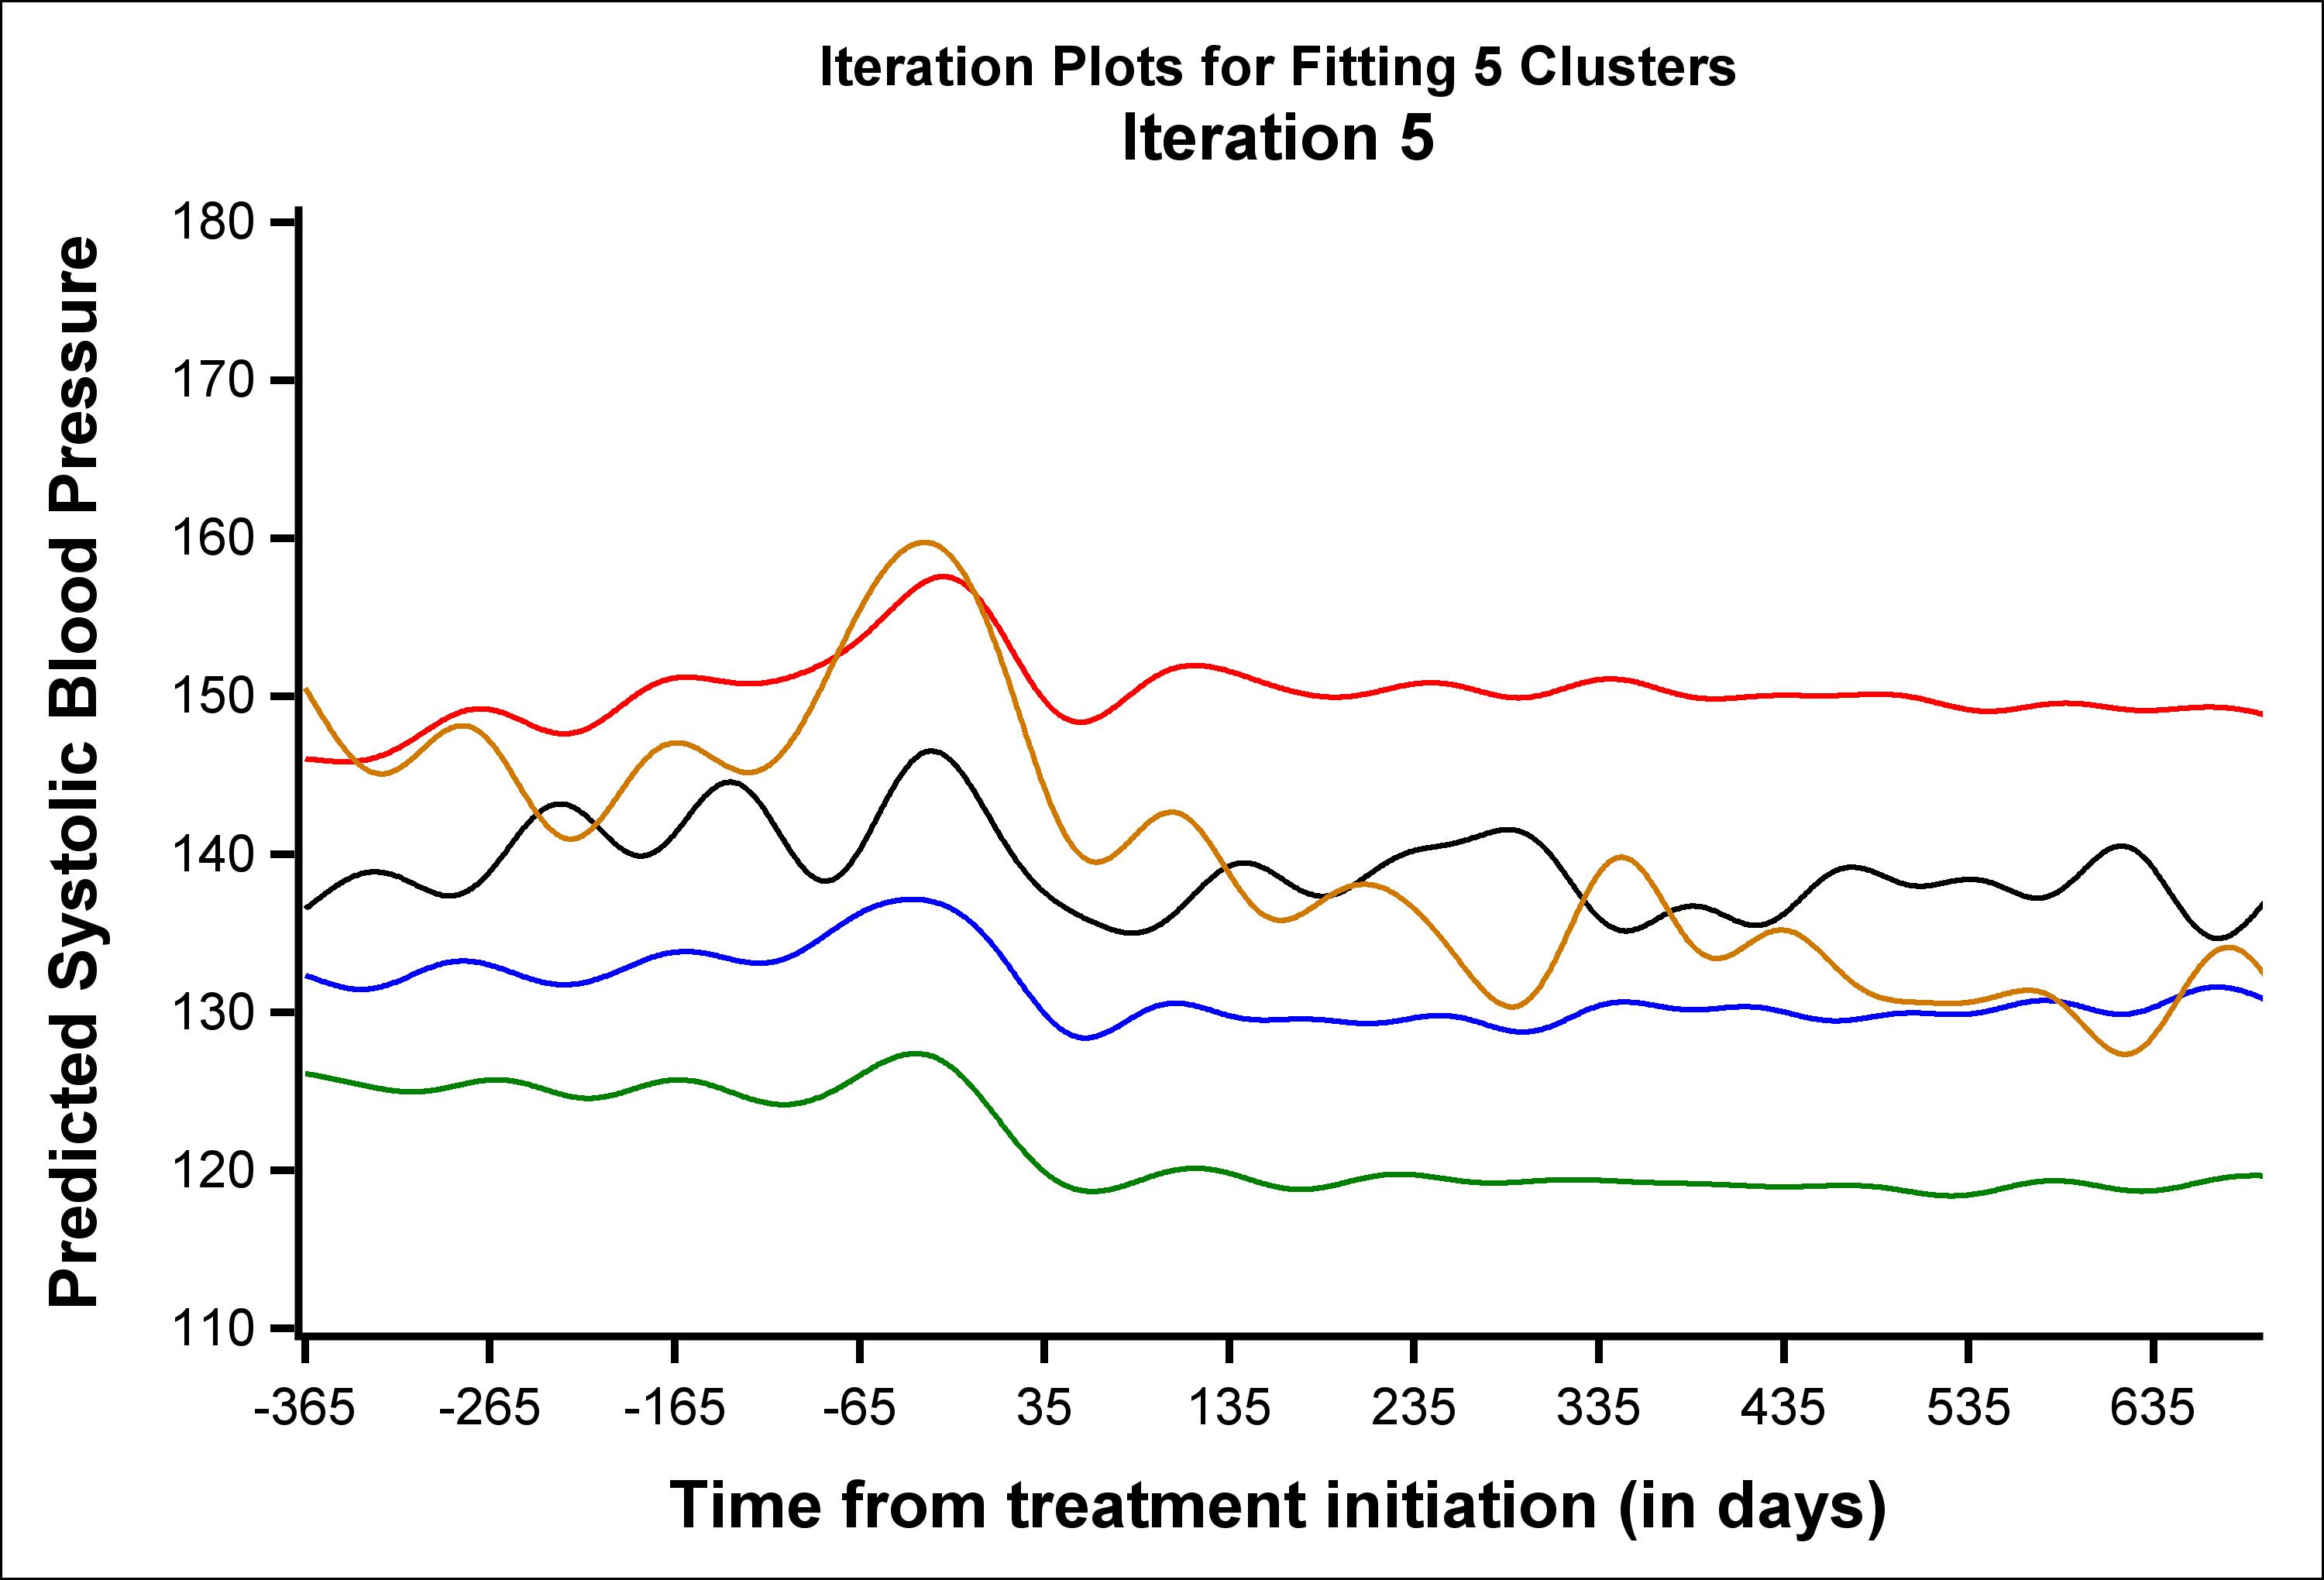 Iteration Plots for Fitting 5 Clusters
Iteration 5
Predicted Systolic Blood Pressure
180
170
160
150
140
130
120
110
-365 -265 -165 -65 35 135 235 335 435 535 635
Time from treatment initiation (in days)